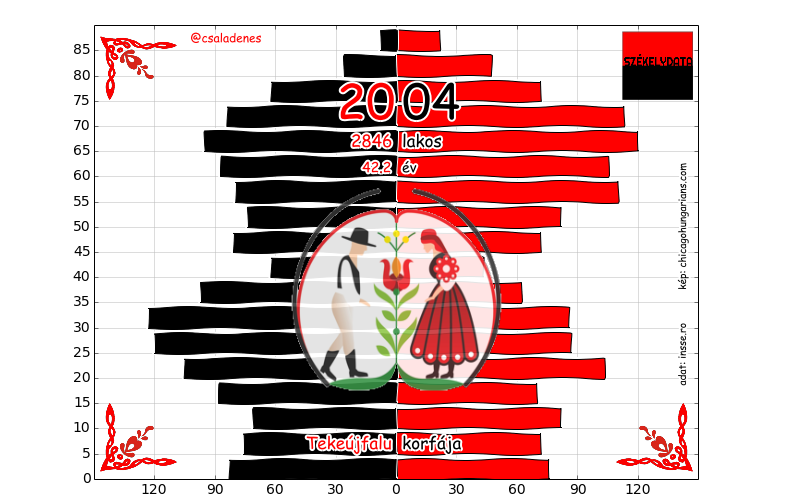 @csaladenes
SZÉKELYDATA
2004
2846 lakos
42.2 év
kép: chicagohungarians.com
adat: insse.ro
Tekeújfalu korfája
85
80
75
70
65
60
55
50
45
40
35
30
25
20
15
10
5
0
120 90 60 30 0 30 60 90 120